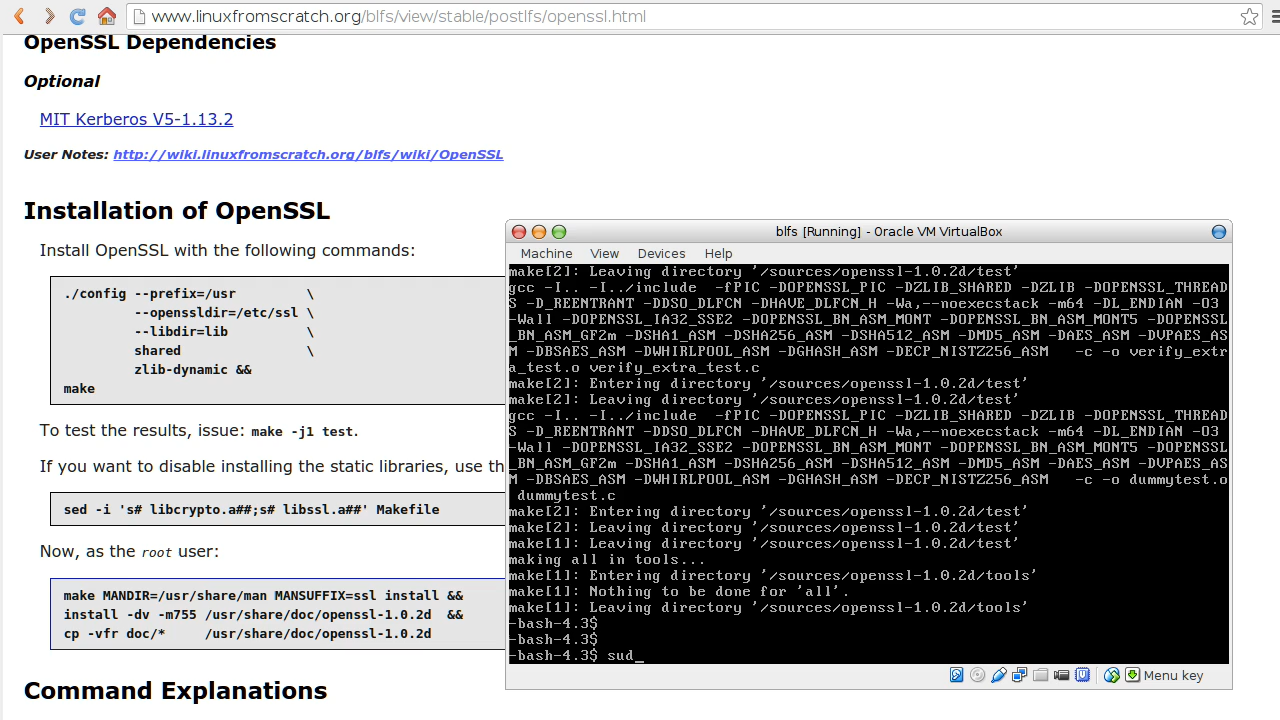 www.linuxfromscratch.org/blfs/view/stable/postlfs/openssl.html
OpenSSL Dependencies
Optional
MIT Kerberos V5-1.13.2
User Notes: http://wiki.linuxfromscratch.org/blfs/wiki/OpenSSL
Installation of OpenSSL
Install OpenSSL with the following commands:
./config --prefix=/usr \
--openssldir=/etc/ssl \
--libdir=lib \
shared \
zlib-dynamic &&
make
To test the results, issue: make -j1 test.
If you want to disable installing the static libraries, use th
sed -i 's# libcrypto.a##;s# libssl.a##' Makefile
Now, as the root user:
make MANDIR=/usr/share/man MANSUFFIX=ssl install &&
install -dv -m755 /usr/share/doc/openssl-1.0.2d &&
cp -vfr doc/* /usr/share/doc/openssl-1.0.2d
Command Explanations
blfs [Running] - Oracle VM VirtualBox
Machine View Devices Help
make[2]: Leaving directory '/sources/openssl-1.0.2d/test'
gcc -I.. -I../include -fPIC -DOPENSSL_PIC -DZLIB_SHARED -DZLIB -DOPENSSL_THREAD
S -D_REENTRANT -DDSO_DLFCN -DHAVE_DLFCN_H -Wa,--noexecstack -m64 -DL_ENDIAN -O3
-Wall -DOPENSSL_IA32_SSE2 -DOPENSSL_BN_ASM_MONT -DOPENSSL_BN_ASM_MONT5 -DOPENSSL
_BN_ASM_GF2m -DSHA1_ASM -DSHA256_ASM -DSHA512_ASM -DMD5_ASM -DAES_ASM -DVPAES_AS
M -DBSAES_ASM -DWHIRLPOOL_ASM -DGHASH_ASM -DECP_NISTZ256_ASM -c -o verify_extr
a_test.o verify_extra_test.c
make[2]: Entering directory '/sources/openssl-1.0.2d/test'
make[2]: Leaving directory '/sources/openssl-1.0.2d/test'
gcc -I.. -I../include -fPIC -DOPENSSL_PIC -DZLIB_SHARED -DZLIB -DOPENSSL_THREAD
S -D_REENTRANT -DDSO_DLFCN -DHAVE_DLFCN_H -Wa,--noexecstack -m64 -DL_ENDIAN -O3
-Wall -DOPENSSL_IA32_SSE2 -DOPENSSL_BN_ASM_MONT -DOPENSSL_BN_ASM_MONT5 -DOPENSSL
_BN_ASM_GF2m -DSHA1_ASM -DSHA256_ASM -DSHA512_ASM -DMD5_ASM -DAES_ASM -DVPAES_AS
M -DBSAES_ASM -DWHIRLPOOL_ASM -DGHASH_ASM -DECP_NISTZ256_ASM -c -o dummytest.o
dummytest.c
make[2]: Entering directory '/sources/openssl-1.0.2d/test'
make[2]: Leaving directory '/sources/openssl-1.0.2d/test'
make[1]: Leaving directory '/sources/openssl-1.0.2d/test'
making all in tools...
make[1]: Entering directory '/sources/openssl-1.0.2d/tools'
make[1]: Nothing to be done for 'all'.
make[1]: Leaving directory '/sources/openssl-1.0.2d/tools'
-bash-4.3$
-bash-4.3$
-bash-4.3$ sud_
Menu key